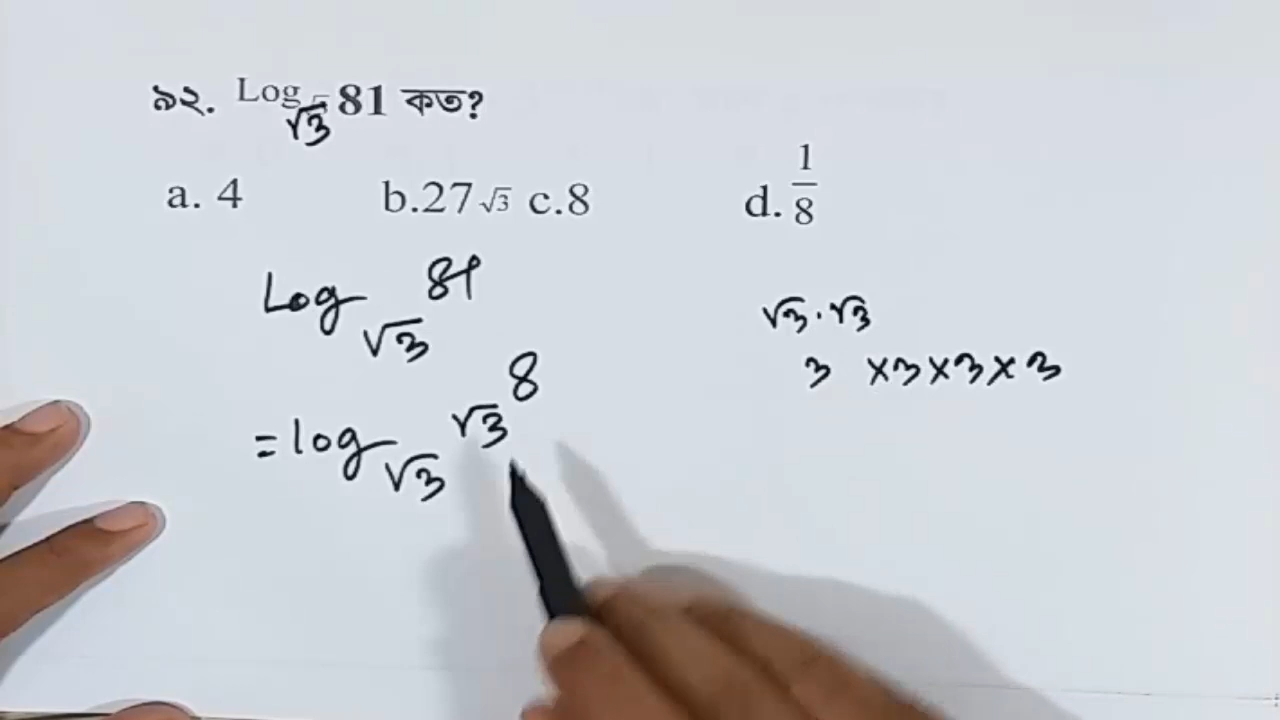 ৯২. Log √3 81 কত?
a. 4 b.27√3 c.8 d. 1/8
Log √3 81
√3 . √3
3 ×3×3×3
= log √3 √3 8